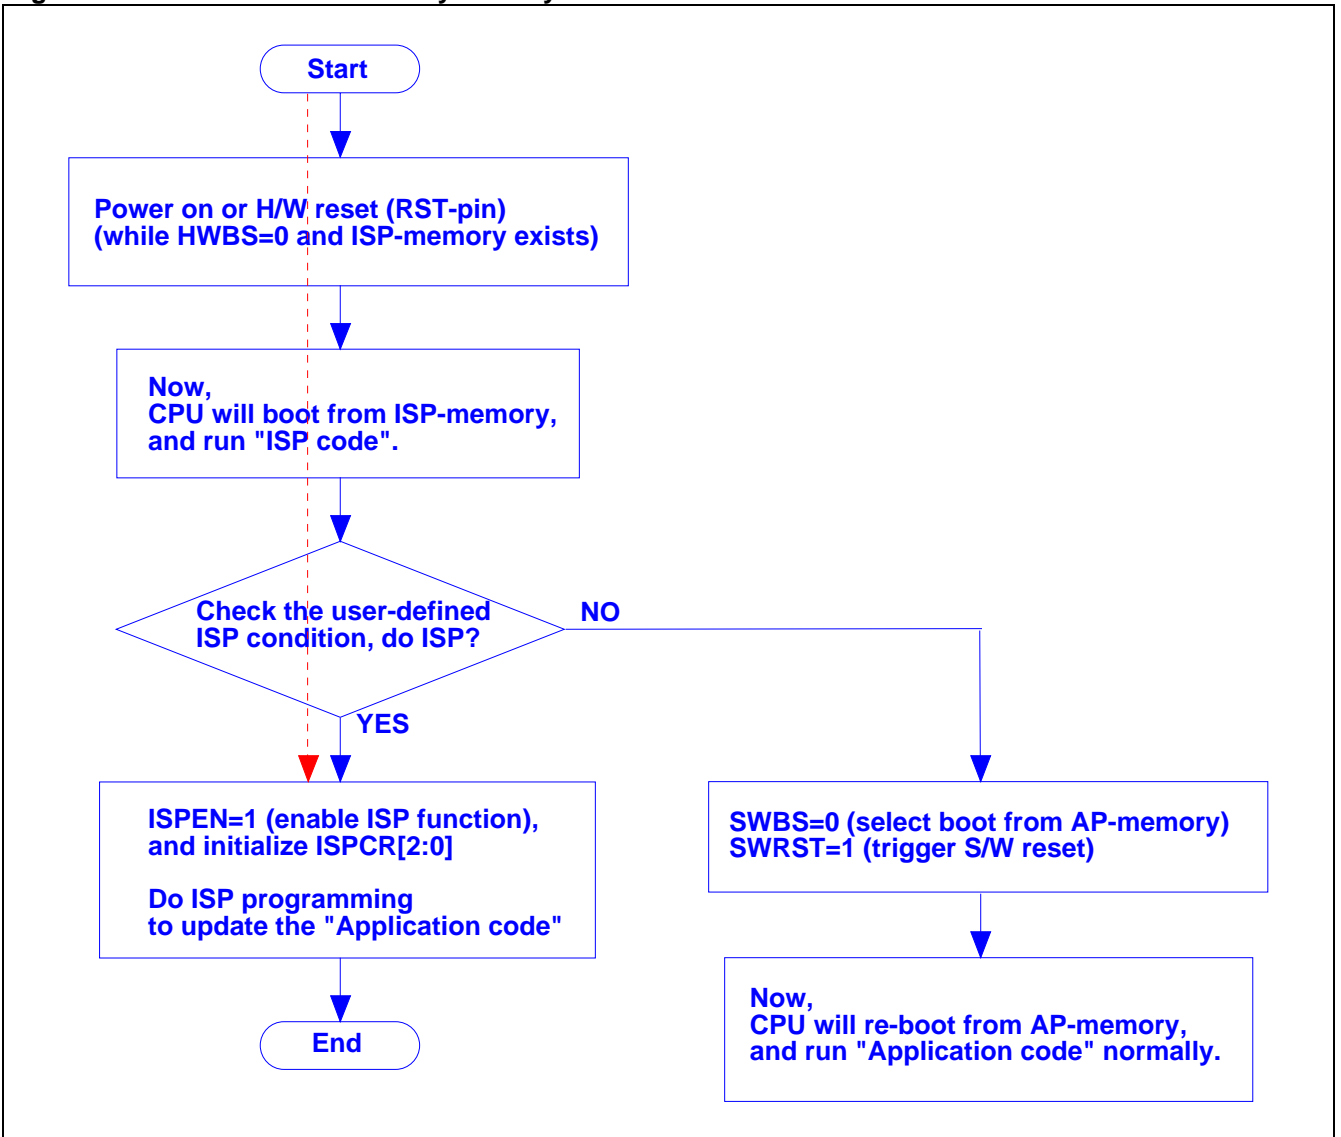 Start
Power on or H/W reset (RST-pin)
(while HWBS=0 and ISP-memory exists)
Now,
CPU will boot from ISP-memory,
and run "ISP code".
Check the user-defined
ISP condition, do ISP?
NO
YES
ISPEN=1 (enable ISP function),
and initialize ISPCR[2:0]
Do ISP programming
to update the "Application code"
End
SWBS=0 (select boot from AP-memory)
SWRST=1 (trigger S/W reset)
Now,
CPU will re-boot from AP-memory,
and run "Application code" normally.